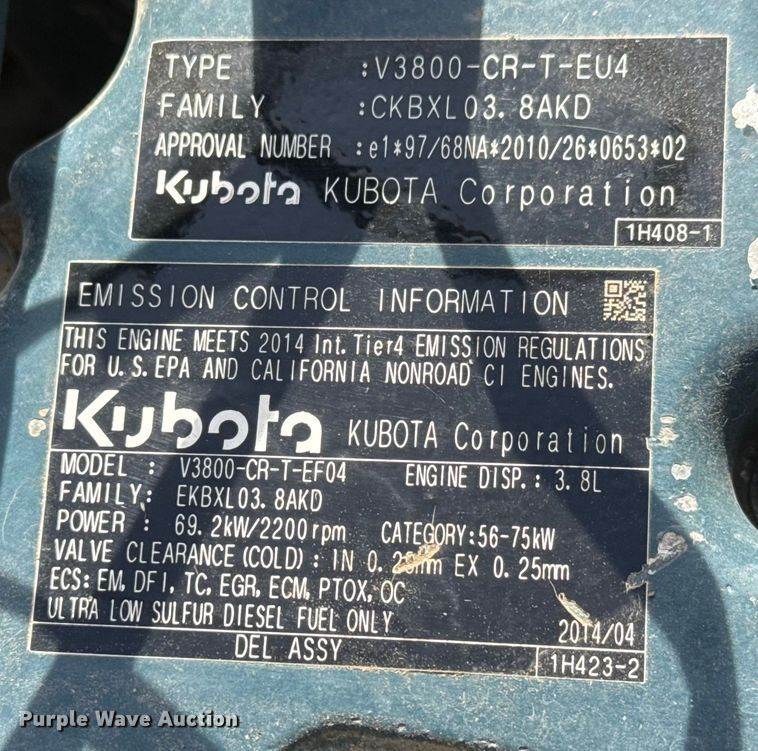 TYPE :V3800-CR-T-EU4
FAMILY :CKBXL03.8AKD
APPROVAL NUMBER :e1*97/68NA*2010/26*0653*02
Kubota KUBOTA Corporation
1H408-1
EMISSION CONTROL INFORMATION
THIS ENGINE MEETS 2014 Int. Tier4 EMISSION REGULATIONS
FOR U.S. EPA AND CALIFORNIA NONROAD CI ENGINES.
Kubota KUBOTA Corporation
MODEL : V3800-CR-T-EF04 ENGINE DISP.: 3.8L
FAMILY: EKBXL03.8AKD
POWER : 69.2kW/2200rpm CATEGORY:56-75kW
VALVE CLEARANCE (COLD) : IN EX 0.25mm
ECS: EM, DFI, TC, EGR, ECM, PTOX, OC
ULTRA LOW SULFUR DIESEL FUEL ONLY
2014/04
DEL ASSY
1H423-2
Purple Wave Auction